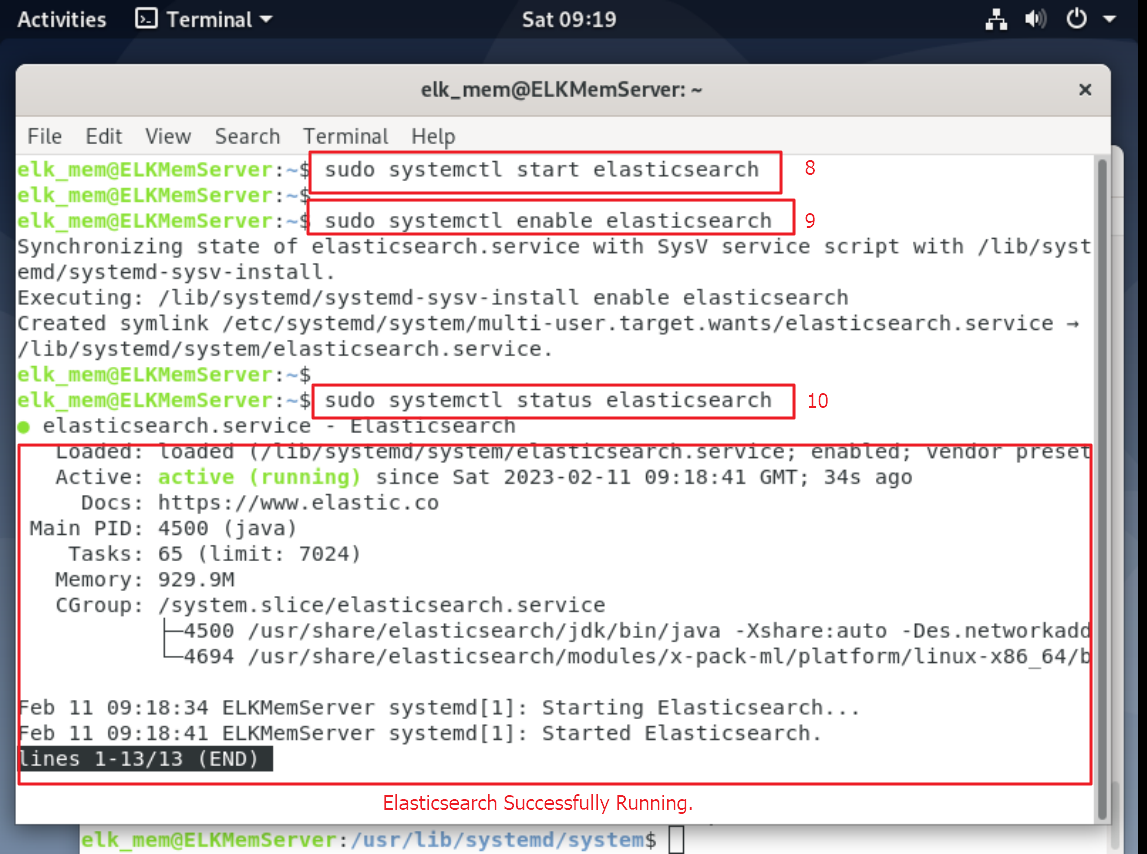 Activities Terminal Sat 09:19
elk_mem@ELKMemServer: ~ ×
File Edit View Search Terminal Help
elk_mem@ELKMemServer:~$ sudo systemctl start elasticsearch 8
elk_mem@ELKMemServer:~$
elk_mem@ELKMemServer:~$ sudo systemctl enable elasticsearch 9
Synchronizing state of elasticsearch.service with SysV service script with /lib/syst
emd/systemd-sysv-install.
Executing: /lib/systemd/systemd-sysv-install enable elasticsearch
Created symlink /etc/systemd/system/multi-user.target.wants/elasticsearch.service →
/lib/systemd/system/elasticsearch.service.
elk_mem@ELKMemServer:~$
elk_mem@ELKMemServer:~$ sudo systemctl status elasticsearch 10
● elasticsearch.service - Elasticsearch
Loaded: loaded (/lib/systemd/system/elasticsearch.service; enabled; vendor preset
Active: active (running) since Sat 2023-02-11 09:18:41 GMT; 34s ago
Docs: https://www.elastic.co
Main PID: 4500 (java)
Tasks: 65 (limit: 7024)
Memory: 929.9M
CGroup: /system.slice/elasticsearch.service
├─4500 /usr/share/elasticsearch/jdk/bin/java -Xshare:auto -Des.networkadd
└─4694 /usr/share/elasticsearch/modules/x-pack-ml/platform/linux-x86_64/b
Feb 11 09:18:34 ELKMemServer systemd[1]: Starting Elasticsearch...
Feb 11 09:18:41 ELKMemServer systemd[1]: Started Elasticsearch.
lines 1-13/13 (END)
Elasticsearch Successfully Running.
elk_mem@ELKMemServer:/usr/lib/systemd/system$